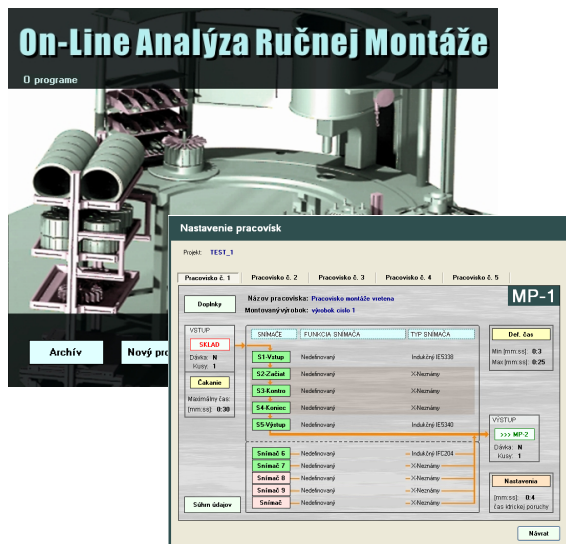 On-Line Analýza Ručnej Montáže
O programe
Archív
Nový pro
Nastavenie pracovísk
Projekt: TEST_1
Pracovisko č. 1 Pracovisko č. 2 Pracovisko č. 3 Pracovisko č. 4 Pracovisko č. 5
Doplnky
Názov pracoviska: Pracovisko montáže vretena
Montovaný výrobok: výrobok cislo 1
MP-1
VSTUP
SKLAD
Dávka: N
Kusy: 1
Čakanie
Maximálny čas:
[mm:ss]: 0:30
SNÍMAČE FUNKCIA SNÍMAČA TYP SNÍMAČA
S1-Vstup Nedefinovaný Indukčný IE5338
S2-Začiat Nedefinovaný X-Neznámy
S3-Kontro Nedefinovaný X-Neznámy
S4-Koniec Nedefinovaný X-Neznámy
S5-Výstup Nedefinovaný Indukčný IE5340
Snímač 6 Nedefinovaný Indukčný IFC204
Snímač 7 Nedefinovaný X-Neznámy
Snímač 8 Nedefinovaný X-Neznámy
Snímač 9 Nedefinovaný X-Neznámy
Snímač Nedefinovaný X-Neznámy
Def. čas
Min [mm:ss]: 0:3
Max [mm:ss]: 0:25
VÝSTUP
>>> MP-2
Dávka: N
Kusy: 1
Nastavenia
[mm:ss]: 0:4
čas poruchy
Súhrn údajov
Návrat